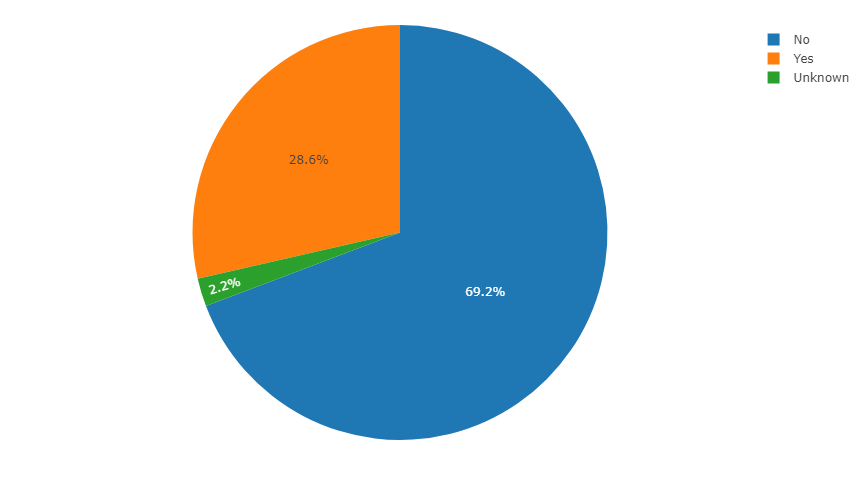 No
Yes
Unknown
28.6%
2.2%
69.2%